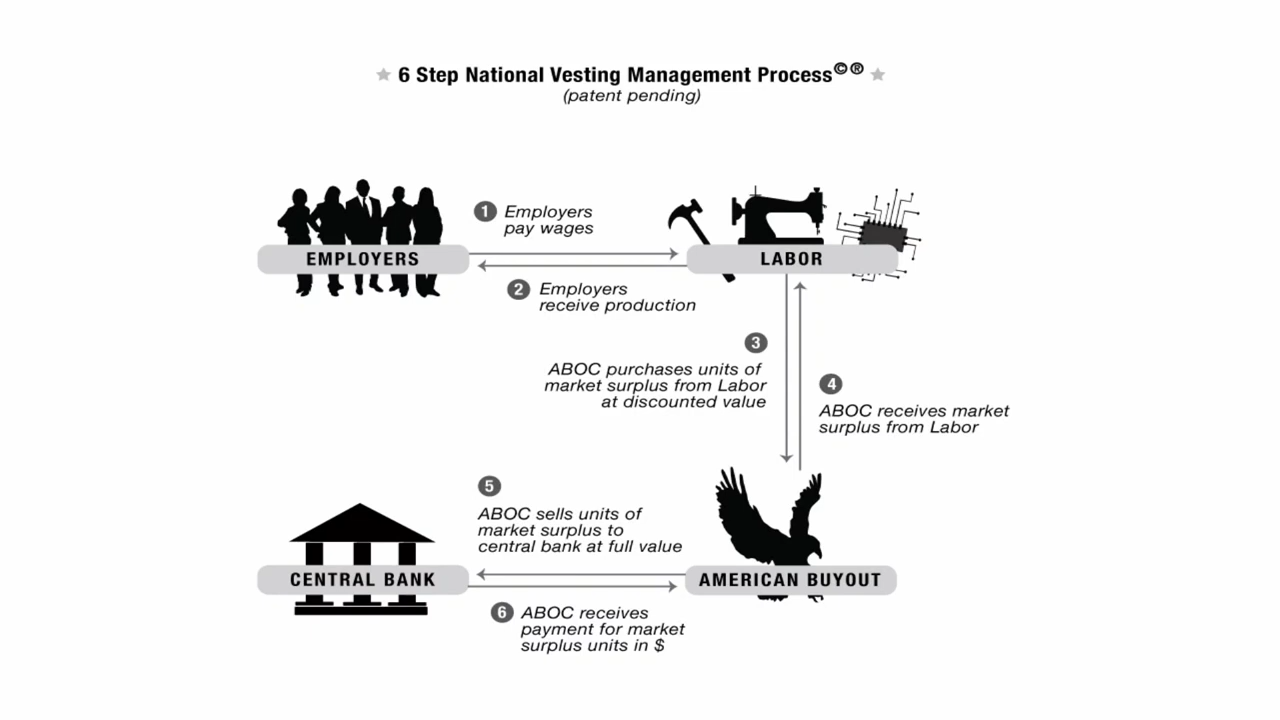 6 Step National Vesting Management Process©®
(patent pending)
EMPLOYERS
1 Employers
pay wages
LABOR
2 Employers
receive production
3
ABOC purchases units of
market surplus from Labor
at discounted value
4
ABOC receives market
surplus from Labor
5
ABOC sells units of
market surplus to
central bank at full value
CENTRAL BANK
AMERICAN BUYOUT
6 ABOC receives
payment for market
surplus units in $